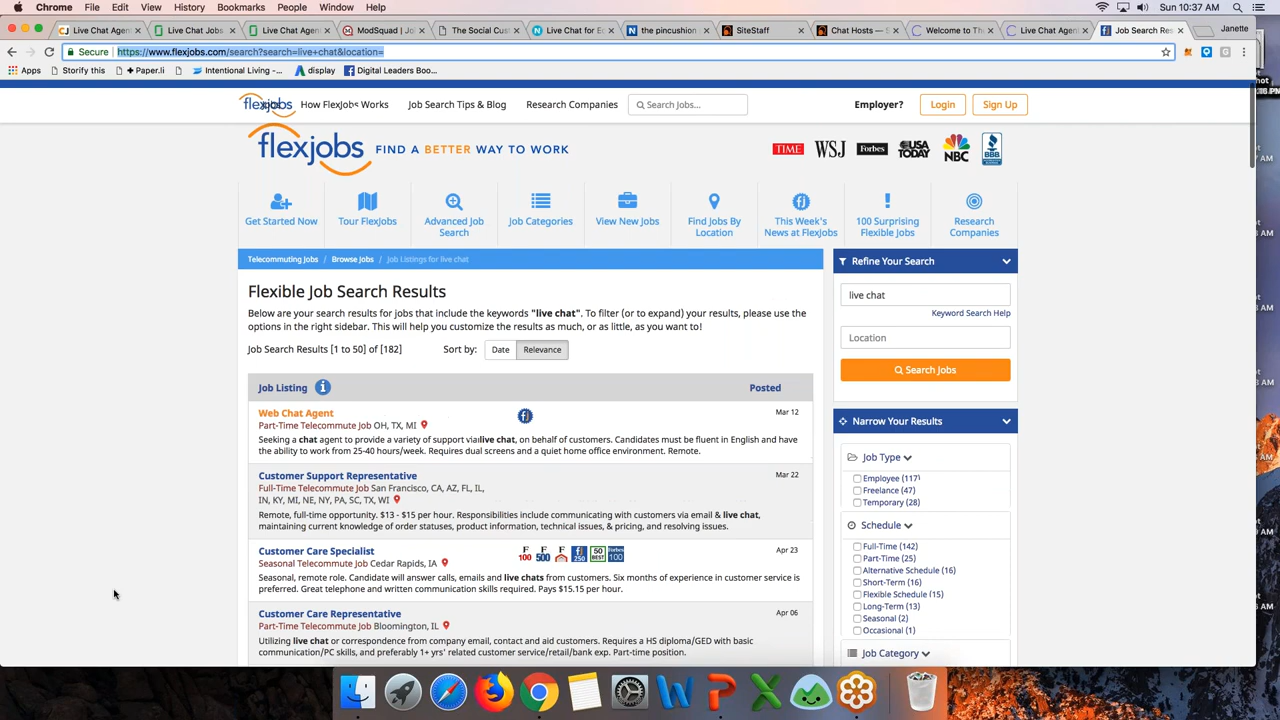 Chrome File Edit View History Bookmarks People Window Help Sun 10:37 AM
Live Chat Agen Live Chat Jobs Live Chat Agen ModSquad | Jo The Social Cus Live Chat for Ec the pincushion SiteStaff Chat Hosts — S Welcome to Th Live Chat Agen Job Search Res Janette
Secure https://www.flexjobs.com/search?search=live+chat&location=
Apps Storify this + Paper.li Intentional Living -... display Digital Leaders Boo...
flexjobs How FlexJobs Works Job Search Tips & Blog Research Companies Search Jobs... Employer? Login Sign Up
flexjobs FIND A BETTER WAY TO WORK TIME WSJ Forbes USA TODAY NBC BBB
Get Started Now Tour FlexJobs Advanced Job Search Job Categories View New Jobs Find Jobs By Location This Week's News at FlexJobs 100 Surprising Flexible Jobs Research Companies
Telecommuting Jobs / Browse Jobs / Job Listings for live chat
Flexible Job Search Results
Below are your search results for jobs that include the keywords "live chat". To filter (or to expand) your results, please use the
options in the right sidebar. This will help you customize the results as much, or as little, as you want to!
Job Search Results [1 to 50] of [182] Sort by: Date Relevance
Job Listing Posted
Web Chat Agent Mar 12
Part-Time Telecommute Job OH, TX, MI
Seeking a chat agent to provide a variety of support via live chat, on behalf of customers. Candidates must be fluent in English and have
the ability to work from 25-40 hours/week. Requires dual screens and a quiet home office environment. Remote.
Customer Support Representative Mar 22
Full-Time Telecommute Job San Francisco, CA, AZ, FL, IL,
IN, KY, MI, NE, NY, PA, SC, TX, WI
Remote, full-time opportunity. $13 - $15 per hour. Responsibilities include communicating with customers via email & live chat,
maintaining current knowledge of order statuses, product information, technical issues, & pricing, and resolving issues.
Customer Care Specialist F 100 F 500 250 50 BEST Forbes 100 Apr 23
Seasonal Telecommute Job Cedar Rapids, IA
Seasonal, remote role. Candidate will answer calls, emails and live chats from customers. Six months of experience in customer service is
preferred. Great telephone and written communication skills required. Pays $15.15 per hour.
Customer Care Representative Apr 06
Part-Time Telecommute Job Bloomington, IL
Utilizing live chat or correspondence from company email, contact and aid customers. Requires a HS diploma/GED with basic
communication/PC skills, and preferably 1+ yrs' related customer service/retail/bank exp. Part-time position.
Refine Your Search
live chat
Keyword Search Help
Location
Search Jobs
Narrow Your Results
Job Type
Employee (117)
Freelance (47)
Temporary (28)
Schedule
Full-Time (142)
Part-Time (25)
Alternative Schedule (16)
Short-Term (16)
Flexible Schedule (15)
Long-Term (13)
Seasonal (2)
Occasional (1)
Job Category